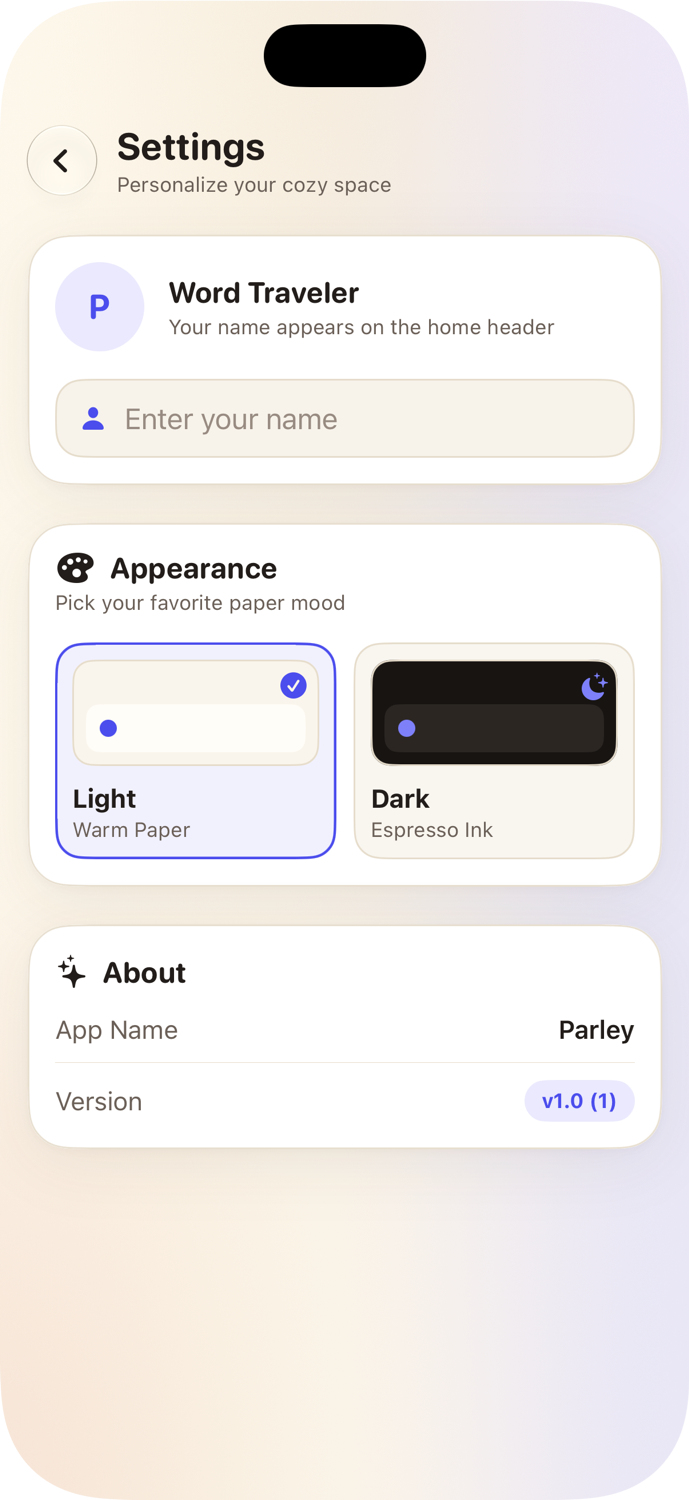 Settings
Personalize your cozy space
P
Word Traveler
Your name appears on the home header
Enter your name
Appearance
Pick your favorite paper mood
Light
Warm Paper
Dark
Espresso Ink
About
App Name
Parley
Version
v1.0 (1)